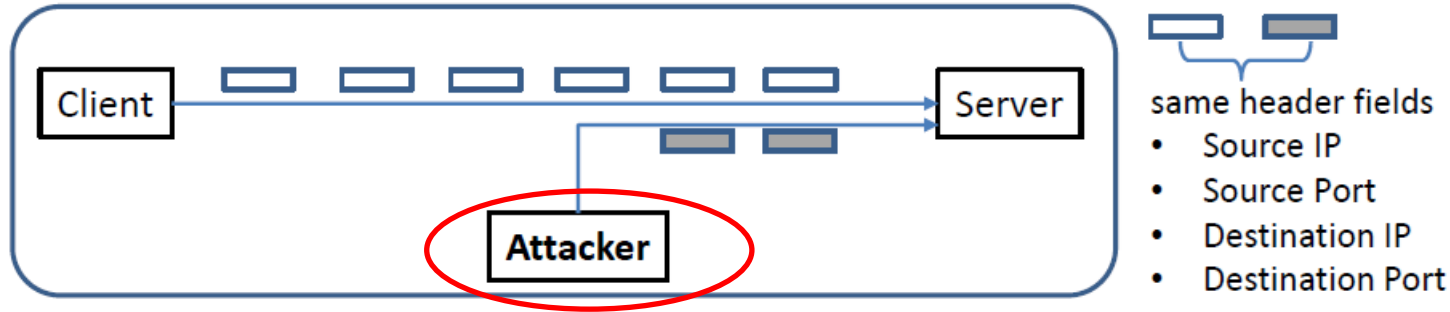 Client
Server
Attacker
same header fields
• Source IP
• Source Port
• Destination IP
• Destination Port